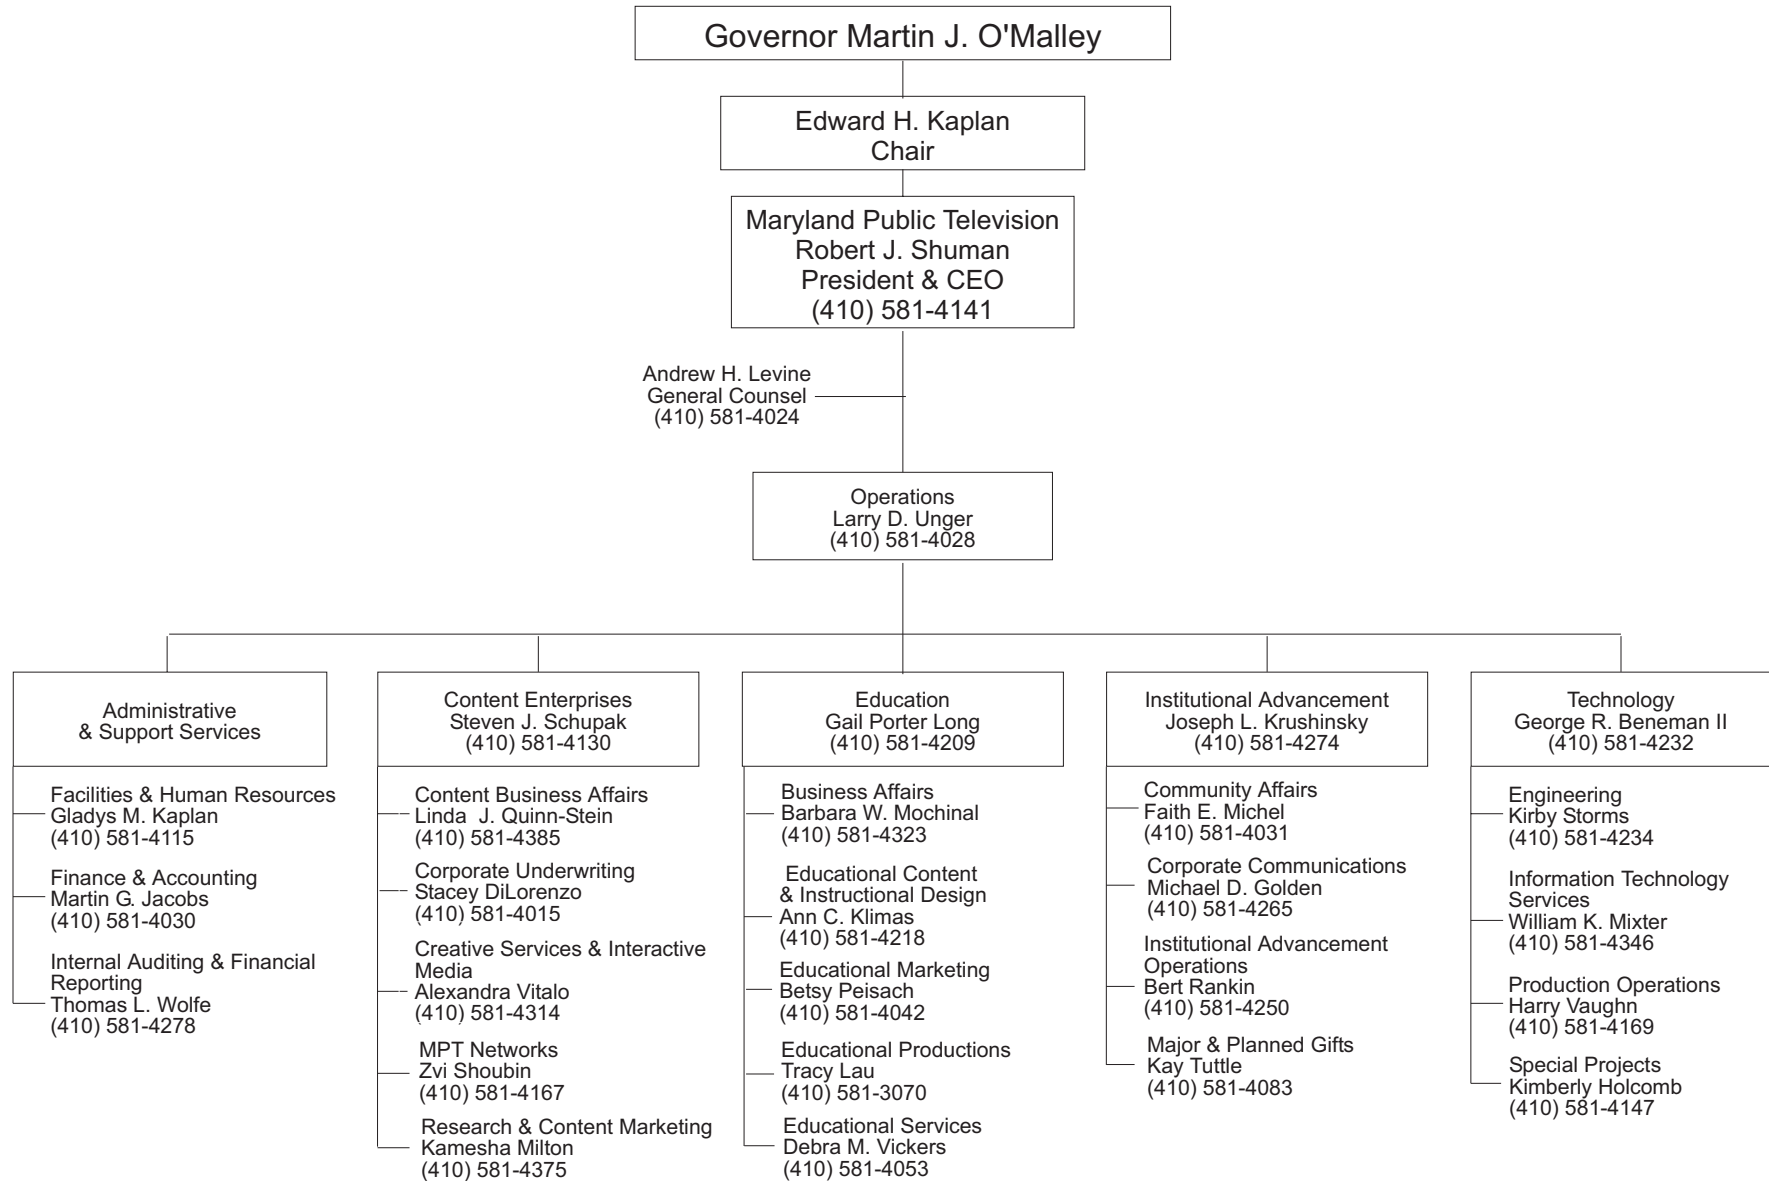 Governor Martin J. O'Malley
Edward H. Kaplan
Chair
Maryland Public Television
Robert J. Shuman
President & CEO
(410) 581-4141
Andrew H. Levine
General Counsel
(410) 581-4024
Operations
Larry D. Unger
(410) 581-4028
Administrative
& Support Services
Facilities & Human Resources
Gladys M. Kaplan
(410) 581-4115
Finance & Accounting
Martin G. Jacobs
(410) 581-4030
Internal Auditing & Financial
Reporting
Thomas L. Wolfe
(410) 581-4278
Content Enterprises
Steven J. Schupak
(410) 581-4130
Content Business Affairs
Linda J. Quinn-Stein
(410) 581-4385
Corporate Underwriting
Stacey DiLorenzo
(410) 581-4015
Creative Services & Interactive
Media
Alexandra Vitalo
(410) 581-4314
MPT Networks
Zvi Shoubin
(410) 581-4167
Research & Content Marketing
Kamesha Milton
(410) 581-4375
Education
Gail Porter Long
(410) 581-4209
Business Affairs
Barbara W. Mochinal
(410) 581-4323
Educational Content
& Instructional Design
Ann C. Klimas
(410) 581-4218
Educational Marketing
Betsy Peisach
(410) 581-4042
Educational Productions
Tracy Lau
(410) 581-3070
Educational Services
Debra M. Vickers
(410) 581-4053
Institutional Advancement
Joseph L. Krushinsky
(410) 581-4274
Community Affairs
Faith E. Michel
(410) 581-4031
Corporate Communications
Michael D. Golden
(410) 581-4265
Institutional Advancement
Operations
Bert Rankin
(410) 581-4250
Major & Planned Gifts
Kay Tuttle
(410) 581-4083
Technology
George R. Beneman II
(410) 581-4232
Engineering
Kirby Storms
(410) 581-4234
Information Technology
Services
William K. Mixter
(410) 581-4346
Production Operations
Harry Vaughn
(410) 581-4169
Special Projects
Kimberly Holcomb
(410) 581-4147